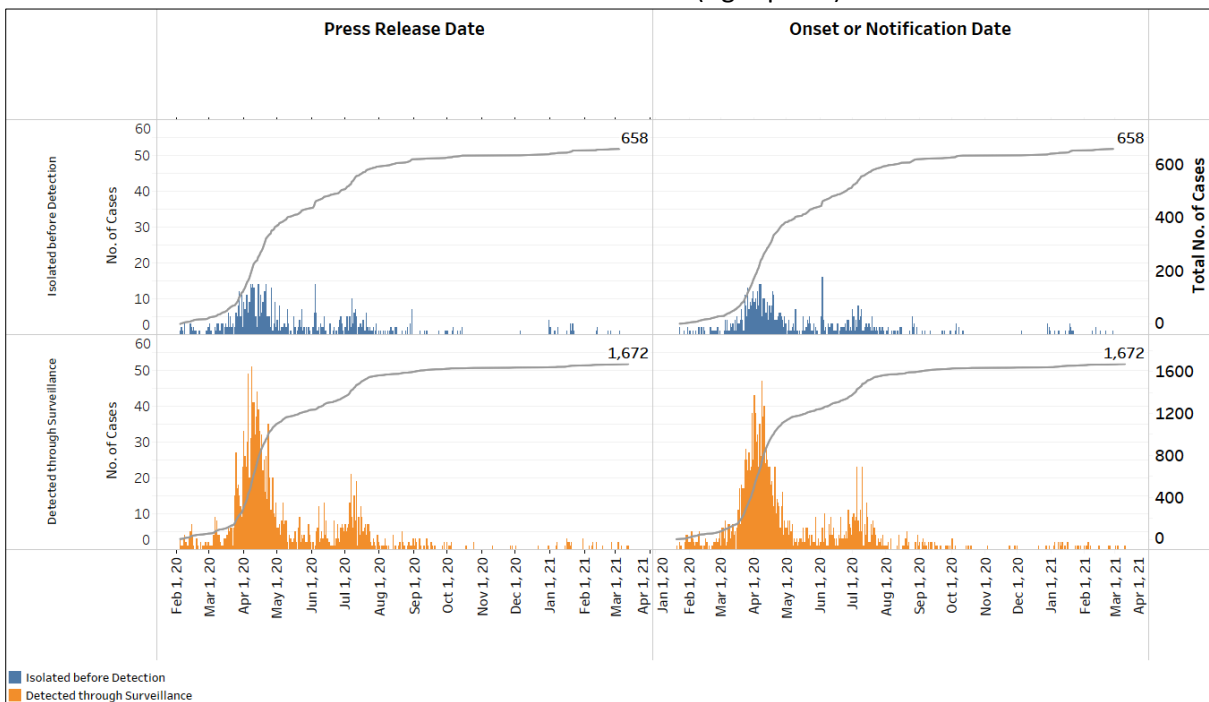 Press Release Date
Onset or Notification Date
Isolated before Detection
No. of Cases
60
50
40
30
20
10
0
658
658
600
400
200
0
Total No. of Cases
Detected through Surveillance
No. of Cases
60
50
40
30
20
10
0
1,672
1,672
1600
1200
800
400
0
Feb 1, 20
Mar 1, 20
Apr 1, 20
May 1, 20
Jun 1, 20
Jul 1, 20
Aug 1, 20
Sep 1, 20
Oct 1, 20
Nov 1, 20
Dec 1, 20
Jan 1, 21
Feb 1, 21
Mar 1, 21
Apr 1, 21
Jan 1, 20
Feb 1, 20
Mar 1, 20
Apr 1, 20
May 1, 20
Jun 1, 20
Jul 1, 20
Aug 1, 20
Sep 1, 20
Oct 1, 20
Nov 1, 20
Dec 1, 20
Jan 1, 21
Feb 1, 21
Mar 1, 21
Apr 1, 21
Isolated before Detection
Detected through Surveillance